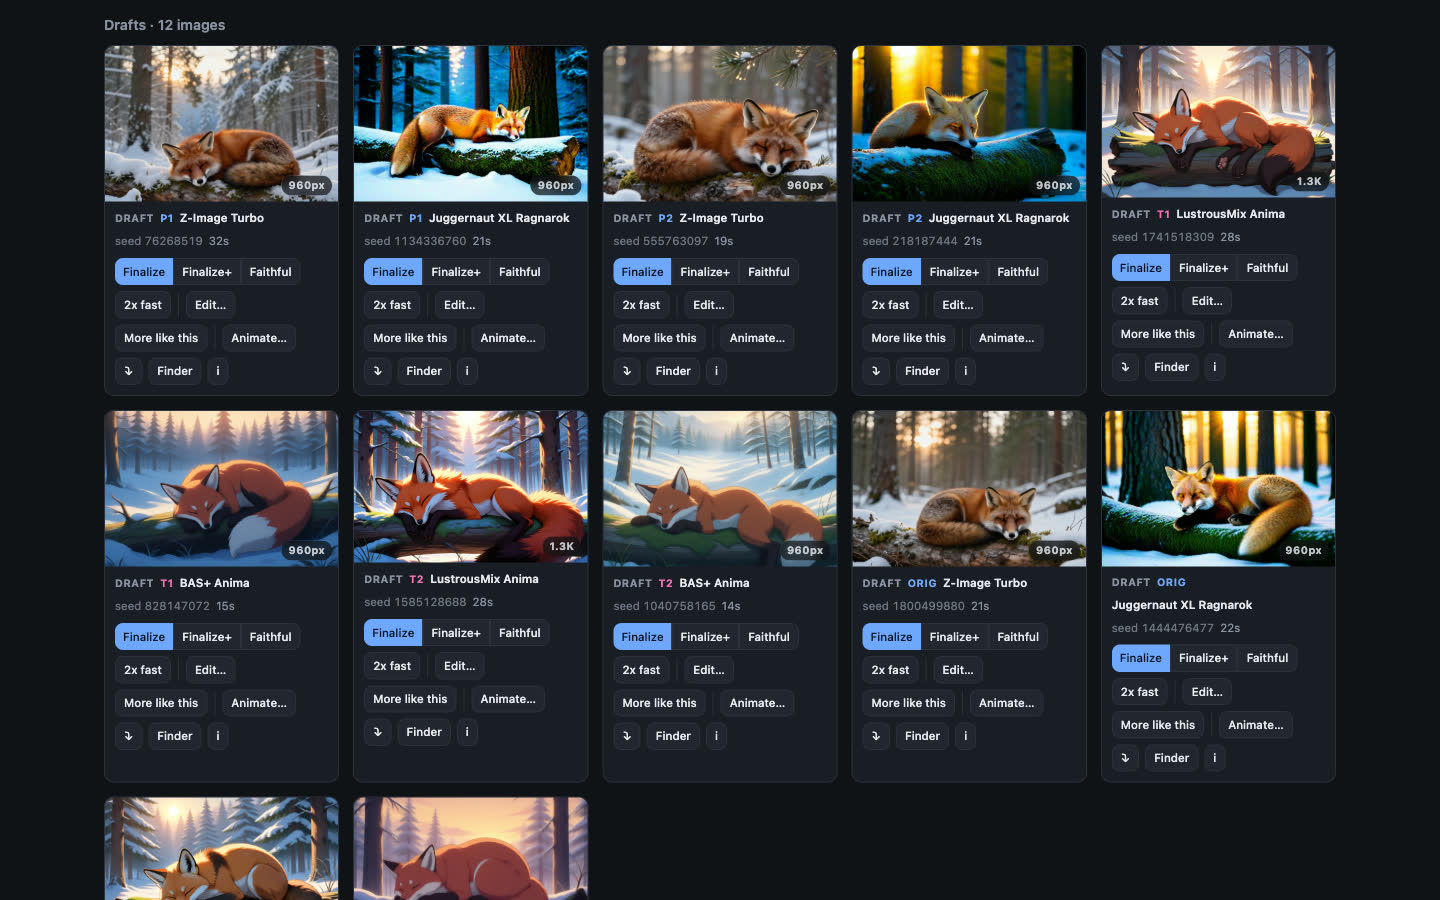 Drafts · 12 images
960px
DRAFT P1 Z-Image Turbo
seed 76268519 32s
Finalize Finalize+ Faithful
2x fast Edit...
More like this Animate...
Finder i
960px
DRAFT P1 Juggernaut XL Ragnarok
seed 1134336760 21s
Finalize Finalize+ Faithful
2x fast Edit...
More like this Animate...
Finder i
960px
DRAFT P2 Z-Image Turbo
seed 555763097 19s
Finalize Finalize+ Faithful
2x fast Edit...
More like this Animate...
Finder i
960px
DRAFT P2 Juggernaut XL Ragnarok
seed 218187444 21s
Finalize Finalize+ Faithful
2x fast Edit...
More like this Animate...
Finder i
1.3K
DRAFT T1 LustrousMix Anima
seed 1741518309 28s
Finalize Finalize+ Faithful
2x fast Edit...
More like this Animate...
Finder i
960px
DRAFT T1 BAS+ Anima
seed 828147072 15s
Finalize Finalize+ Faithful
2x fast Edit...
More like this Animate...
Finder i
1.3K
DRAFT T2 LustrousMix Anima
seed 1585128688 28s
Finalize Finalize+ Faithful
2x fast Edit...
More like this Animate...
Finder i
960px
DRAFT T2 BAS+ Anima
seed 1040758165 14s
Finalize Finalize+ Faithful
2x fast Edit...
More like this Animate...
Finder i
960px
DRAFT ORIG Z-Image Turbo
seed 1800499880 21s
Finalize Finalize+ Faithful
2x fast Edit...
More like this Animate...
Finder i
960px
DRAFT ORIG
Juggernaut XL Ragnarok
seed 1444476477 22s
Finalize Finalize+ Faithful
2x fast Edit...
More like this Animate...
Finder i